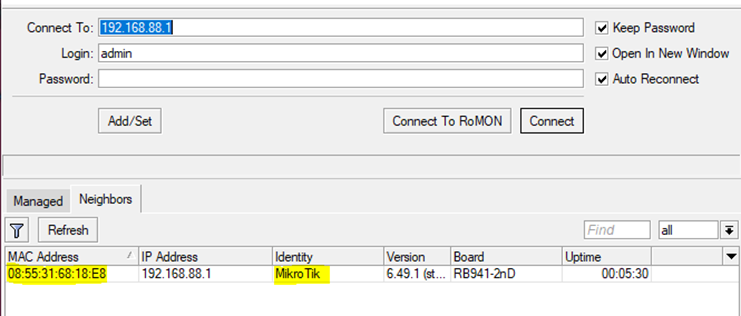 Connect To: 192.168.88.1 Keep Password
Login: admin Open In New Window
Password: Auto Reconnect
Add/Set Connect To RoMON Connect
Managed Neighbors
Refresh Find all
MAC Address / IP Address Identity Version Board Uptime
08:55:31:68:18:E8 192.168.88.1 MikroTik 6.49.1 (st... RB941-2nD 00:05:30